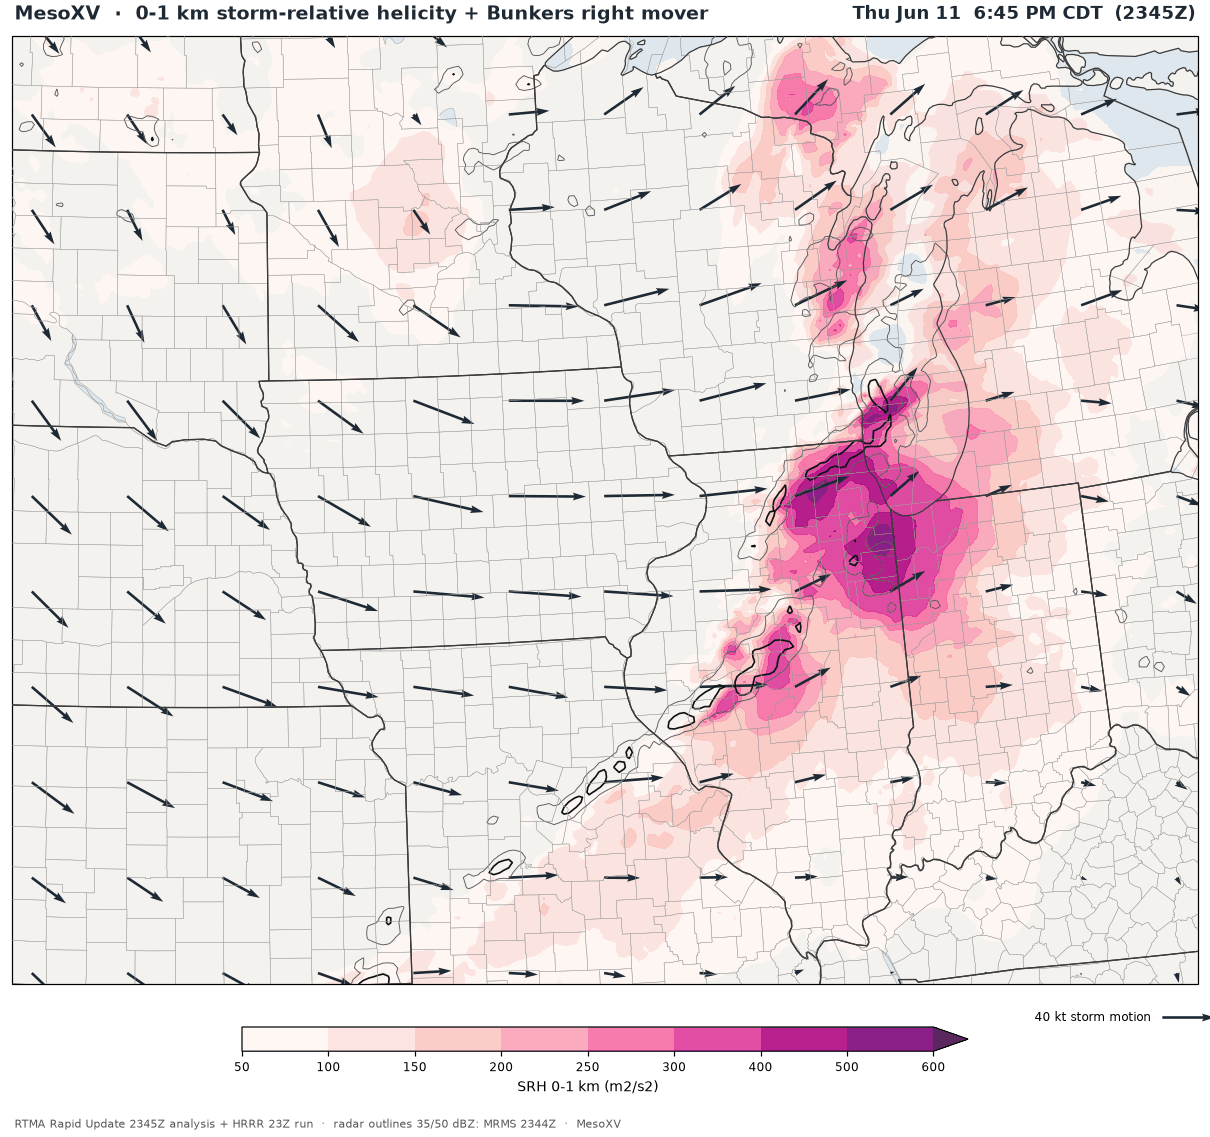 MesoXV · 0-1 km storm-relative helicity + Bunkers right mover
Thu Jun 11 6:45 PM CDT (2345Z)
40 kt storm motion
50 100 150 200 250 300 400 500 600
SRH 0-1 km (m2/s2)
RTMA Rapid Update 2345Z analysis + HRRR 23Z run · radar outlines 35/50 dBZ: MRMS 2344Z · MesoXV